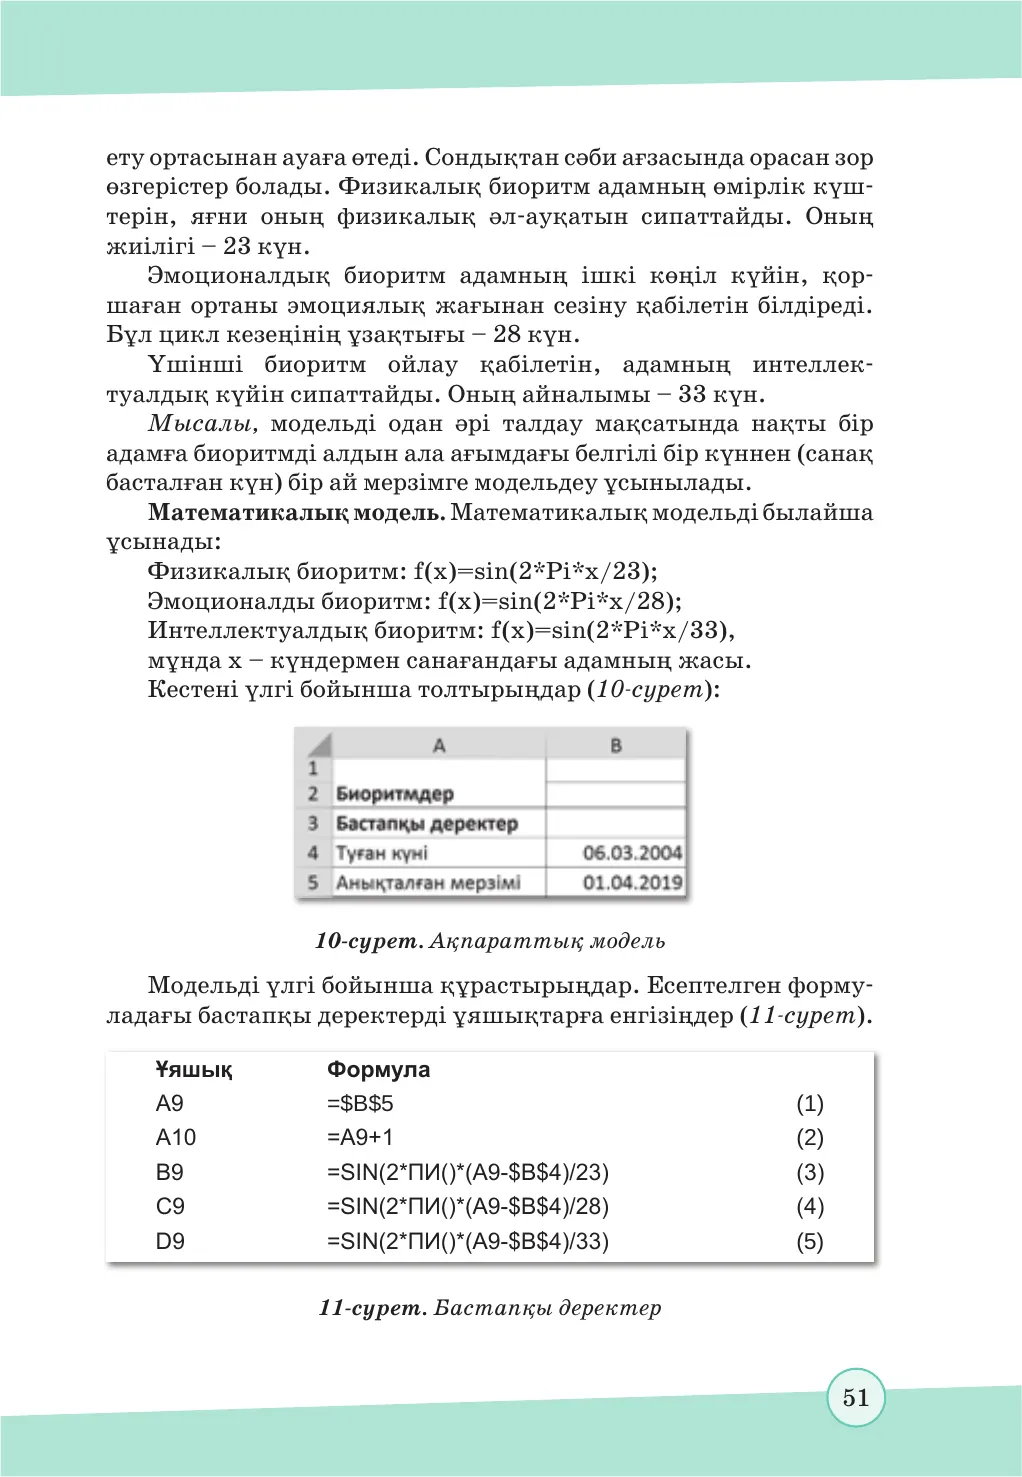 ету ортасынан ауаға өтеді. Сондықтан сәби ағзасында орасан зор
өзгерістер болады. Физикалық биоритм адамның өмірлік күш-
терін, яғни оның физикалық әл-ауқатын сипаттайды. Оның
жиілігі – 23 күн.
Эмоционалдық биоритм адамның ішкі көңіл күйін, қор-
шаған ортаны эмоциялық жағынан сезіну қабілетін білдіреді.
Бұл цикл кезеңінің ұзақтығы – 28 күн.
Үшінші биоритм ойлау қабілетін, адамның интеллек-
туалдық күйін сипаттайды. Оның айналымы – 33 күн.
Мысалы, модельді одан әрі талдау мақсатында нақты бір
адамға биоритмді алдын ала ағымдағы белгілі бір күннен (санақ
басталған күн) бір ай мерзімге модельдеу ұсынылады.
Математикалық модель. Математикалық модельді былайша
ұсынады:
Физикалық биоритм: f(x)=sin(2*Pi*x/23);
Эмоционалды биоритм: f(x)=sin(2*Pi*x/28);
Интеллектуалдық биоритм: f(x)=sin(2*Pi*x/33),
мұнда х – күндермен санағандағы адамның жасы.
Кестені үлгі бойынша толтырыңдар (10-сурет):
A B
1
2 Биоритмдер
3 Бастапқы деректер
4 Туған күні 06.03.2004
5 Анықталған мерзімі 01.04.2019
10-сурет. Ақпараттық модель
Модельді үлгі бойынша құрастырыңдар. Есептелген форму-
ладағы бастапқы деректерді ұяшықтарға енгізіңдер (11-сурет).
Ұяшық Формула
A9 =$B$5 (1)
A10 =A9+1 (2)
B9 =SIN(2*ПИ()*(A9-$B$4)/23) (3)
C9 =SIN(2*ПИ()*(A9-$B$4)/28) (4)
D9 =SIN(2*ПИ()*(A9-$B$4)/33) (5)
11-сурет. Бастапқы деректер
51